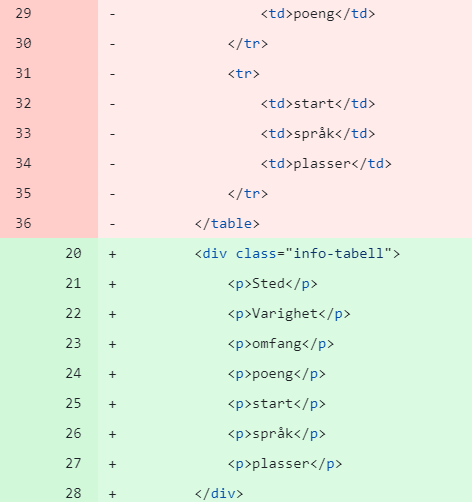 29 - <td>poeng</td>
30 - </tr>
31 - <tr>
32 - <td>start</td>
33 - <td>språk</td>
34 - <td>plasser</td>
35 - </tr>
36 - </table>
20 + <div class="info-tabell">
21 + <p>Sted</p>
22 + <p>Varighet</p>
23 + <p>omfang</p>
24 + <p>poeng</p>
25 + <p>start</p>
26 + <p>språk</p>
27 + <p>plasser</p>
28 + </div>